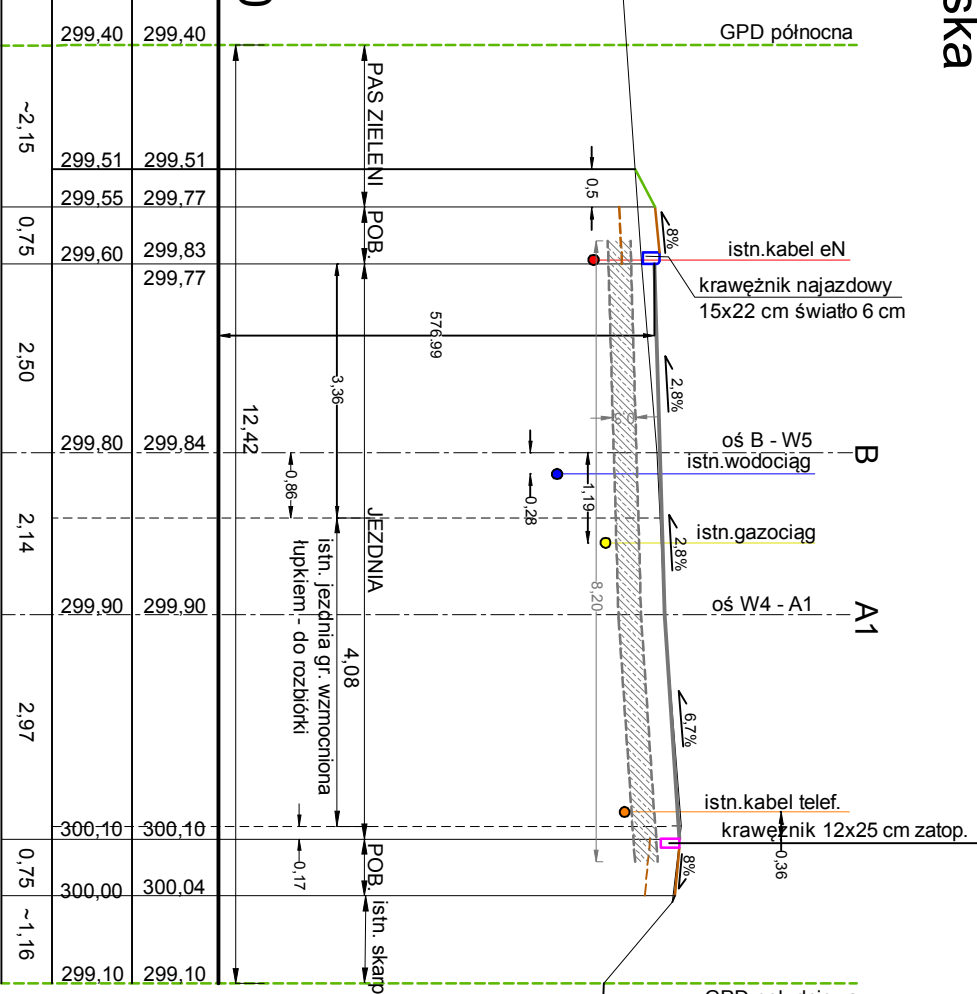 ska
299,40 299,40
GPD północna
~2,15
PAS ZIELENI
299,51 299,51
0,5
299,55 299,77
0,75
POB.
8%
299,60 299,83
299,77
istn.kabel eN
krawężnik najazdowy
15x22 cm światło 6 cm
576.99
2,50
3,36
2,8%
12,42
299,80 299,84
oś B - W5
B
istn.wodociąg
0,86
1,19
0,28
2,14
JEZDNIA
istn.gazociąg
2,8%
8,20
299,90 299,90
oś W4 - A1
A1
4,08
istn. jezdnia gr. wzmocniona
łupkiem - do rozbiórki
2,97
6,7%
istn.kabel telef.
300,10 300,10
krawężnik 12x25 cm zatop.
0,36
0,75
0,17
POB.
8%
300,00 300,04
~1,16
istn. skarp
299,10 299,10